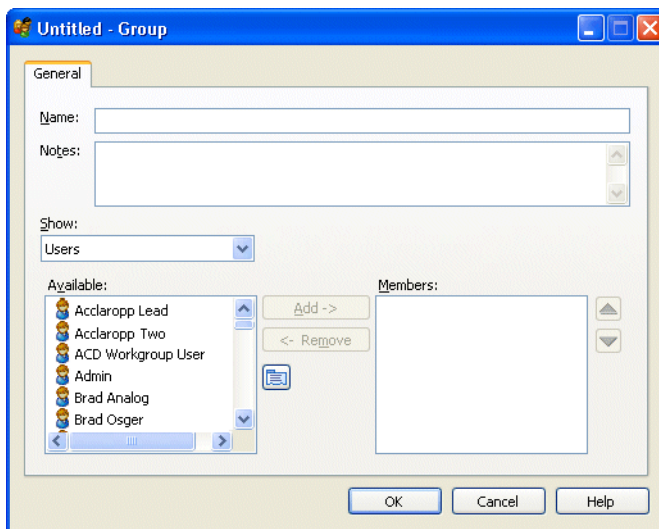 Untitled - Group
General
Name:
Notes:
Show:
Users
Available:
Members:
Acclaropp Lead
Acclaropp Two
ACD Workgroup User
Admin
Brad Analog
Brad Osger
Add ->
<- Remove
OK
Cancel
Help